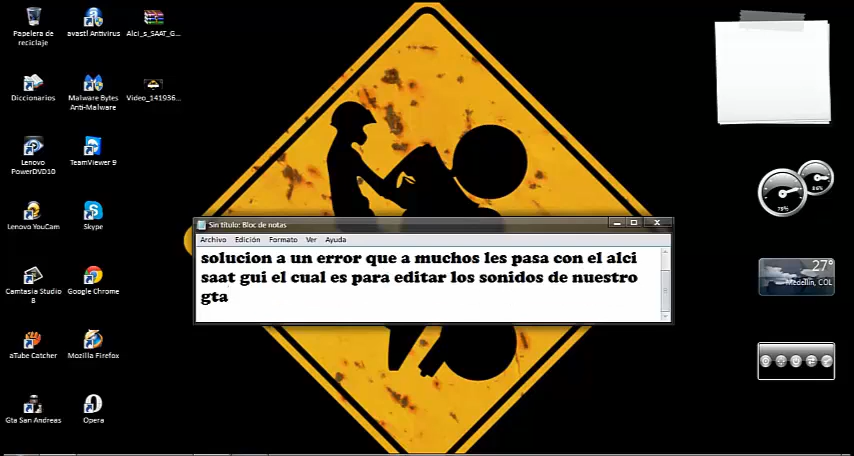 Papelera de
reciclaje
avast! Antivirus
Alci_s_SAAT_G...
Diccionarios
Malware Bytes
Anti-Malware
Video_141936...
Lenovo
PowerDVD10
TeamViewer 9
Lenovo YouCam
Skype
Camtasia Studio
8
Google Chrome
aTube Catcher
Mozilla Firefox
Gta San Andreas
Opera
Sin título: Bloc de notas
Archivo Edición Formato Ver Ayuda
solucion a un error que a muchos les pasa con el alci
saat gui el cual es para editar los sonidos de nuestro
gta
78%
86%
27°
Medellín, COL